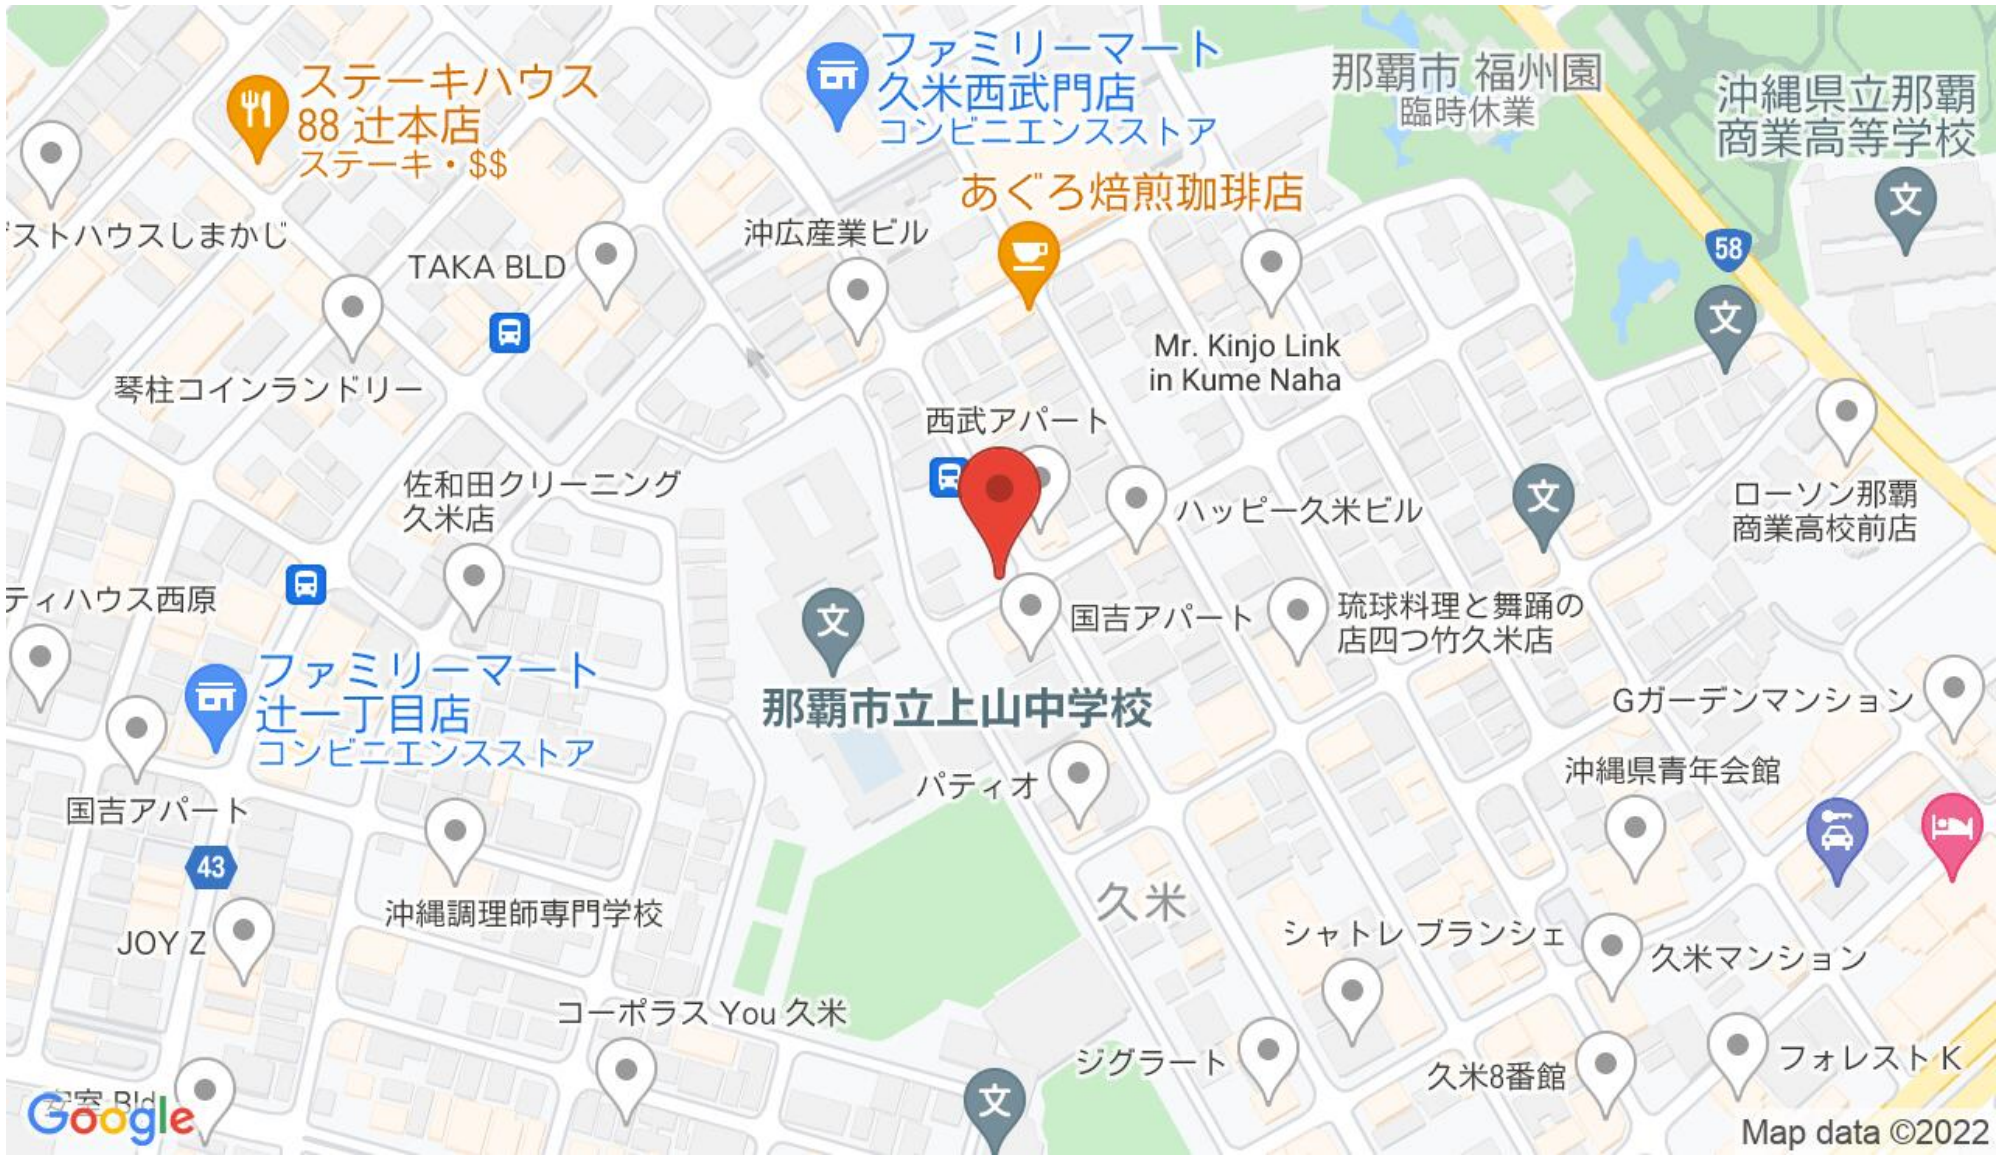 ステーキハウス
88 辻本店
ステーキ・$$
ファミリーマート
久米西武門店
コンビニエンスストア
那覇市 福州園
臨時休業
沖縄県立那覇
商業高等学校
文
あぐろ焙煎珈琲店
ストハウスしまかじ
TAKA BLD
沖広産業ビル
58
文
琴柱コインランドリー
Mr. Kinjo Link
in Kume Naha
西武アパート
佐和田クリーニング
久米店
ハッピー久米ビル
文
ローソン那覇
商業高校前店
ティハウス西原
文
国吉アパート
琉球料理と舞踊の
店四つ竹久米店
ファミリーマート
辻一丁目店
コンビニエンスストア
那覇市立上山中学校
Gガーデンマンション
国吉アパート
パティオ
沖縄県青年会館
43
沖縄調理師専門学校
久米
JOY Z
シャトレ ブランシェ
久米マンション
コーポラス You 久米
ジグラート
久米8番館
フォレスト K
文
安室 Bld
Google
Map data ©2022